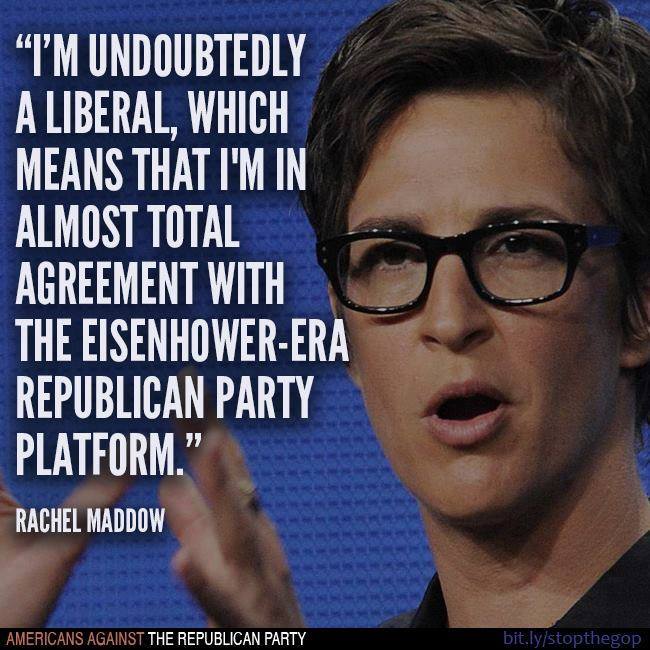 “I’M UNDOUBTEDLY
A LIBERAL, WHICH
MEANS THAT I'M IN
ALMOST TOTAL
AGREEMENT WITH
THE EISENHOWER-ERA
REPUBLICAN PARTY
PLATFORM.”
RACHEL MADDOW
AMERICANS AGAINST THE REPUBLICAN PARTY
bit.ly/stopthegop